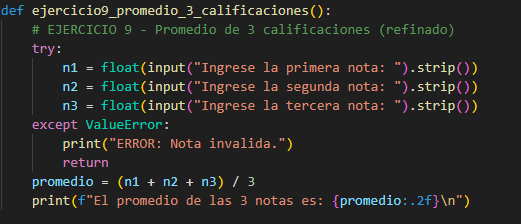 def ejercicio9_promedio_3_calificaciones():
    # EJERCICIO 9 - Promedio de 3 calificaciones (refinado)
    try:
        n1 = float(input("Ingrese la primera nota: ").strip())
        n2 = float(input("Ingrese la segunda nota: ").strip())
        n3 = float(input("Ingrese la tercera nota: ").strip())
    except ValueError:
        print("ERROR: Nota invalida.")
        return
    promedio = (n1 + n2 + n3) / 3
    print(f"El promedio de las 3 notas es: {promedio:.2f}\n")